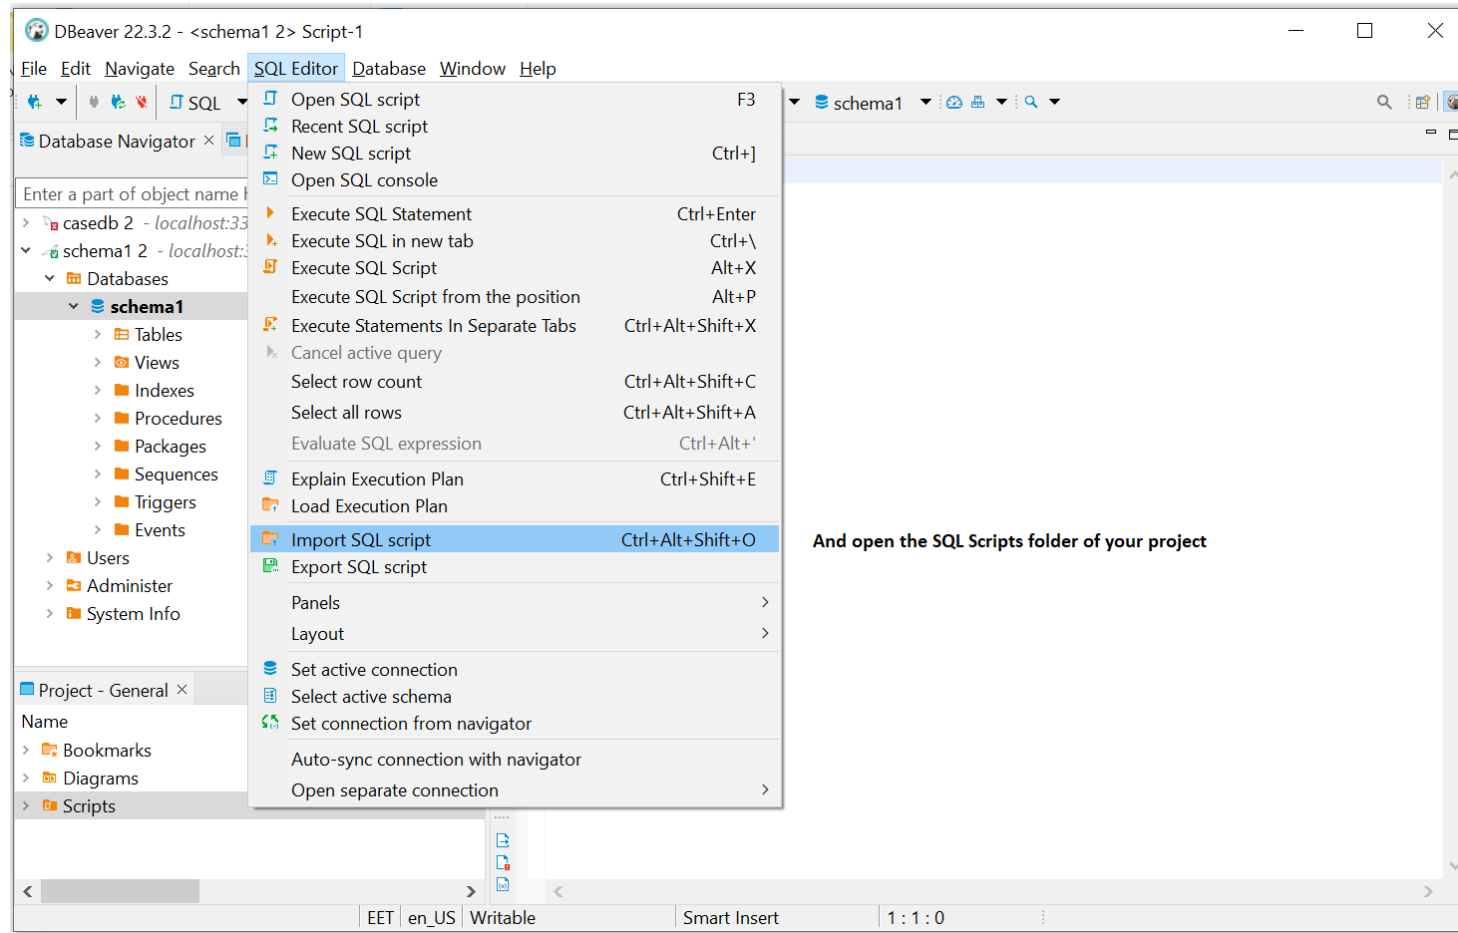 DBeaver 22.3.2 - <schema1 2> Script-1
File Edit Navigate Search SQL Editor Database Window Help
SQL
schema1
Database Navigator
Enter a part of object name
casedb 2 - localhost:33
schema1 2 - localhost:
Databases
schema1
Tables
Views
Indexes
Procedures
Packages
Sequences
Triggers
Events
Users
Administer
System Info
Open SQL script F3
Recent SQL script
New SQL script Ctrl+]
Open SQL console
Execute SQL Statement Ctrl+Enter
Execute SQL in new tab Ctrl+\
Execute SQL Script Alt+X
Execute SQL Script from the position Alt+P
Execute Statements In Separate Tabs Ctrl+Alt+Shift+X
Cancel active query
Select row count Ctrl+Alt+Shift+C
Select all rows Ctrl+Alt+Shift+A
Evaluate SQL expression Ctrl+Alt+'
Explain Execution Plan Ctrl+Shift+E
Load Execution Plan
Import SQL script Ctrl+Alt+Shift+O
Export SQL script
Panels
Layout
Set active connection
Select active schema
Set connection from navigator
Auto-sync connection with navigator
Open separate connection
And open the SQL Scripts folder of your project
Project - General
Name
Bookmarks
Diagrams
Scripts
EET en_US Writable Smart Insert 1 : 1 : 0